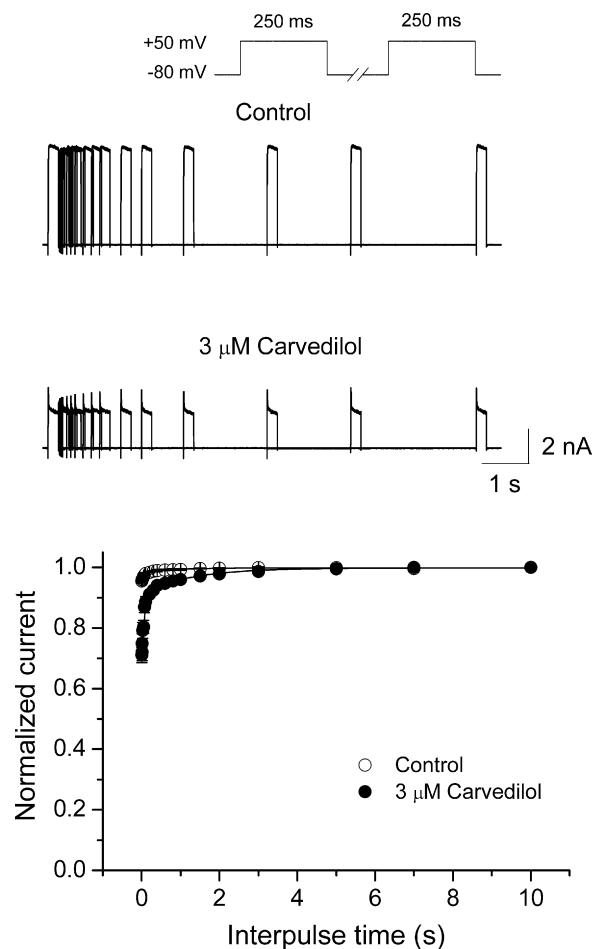 250 ms 250 ms
+50 mV
-80 mV
Control
3 μM Carvedilol
2 nA
1 s
1.0
0.8
0.6
0.4
0.2
0.0
Normalized current
Control
3 μM Carvedilol
0 2 4 6 8 10
Interpulse time (s)